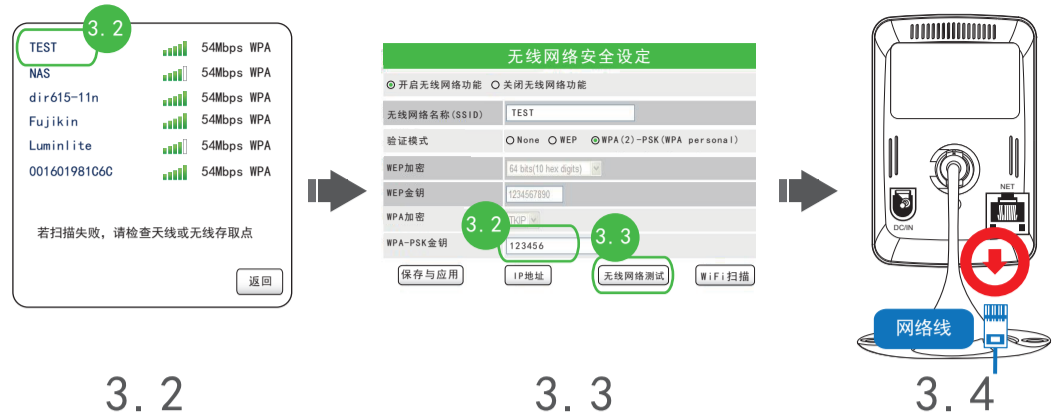 3.2
TEST 54Mbps WPA
NAS 54Mbps WPA
dir615-11n 54Mbps WPA
Fujikin 54Mbps WPA
Luminlite 54Mbps WPA
001601981C6C 54Mbps WPA
若扫描失败，请检查天线或无线存取点
返回
3.2
无线网络安全设定
开启无线网络功能 关闭无线网络功能
无线网络名称(SSID) TEST
验证模式 None WEP WPA(2)-PSK(WPA personal)
WEP加密 64 bits(10 hex digits)
WEP金钥 1234567890
WPA加密 TKIP
3.2
3.3
WPA-PSK金钥 123456
保存与应用 IP地址 无线网络测试 WiFi扫描
3.3
NET
DC/IN
网络线
3.4